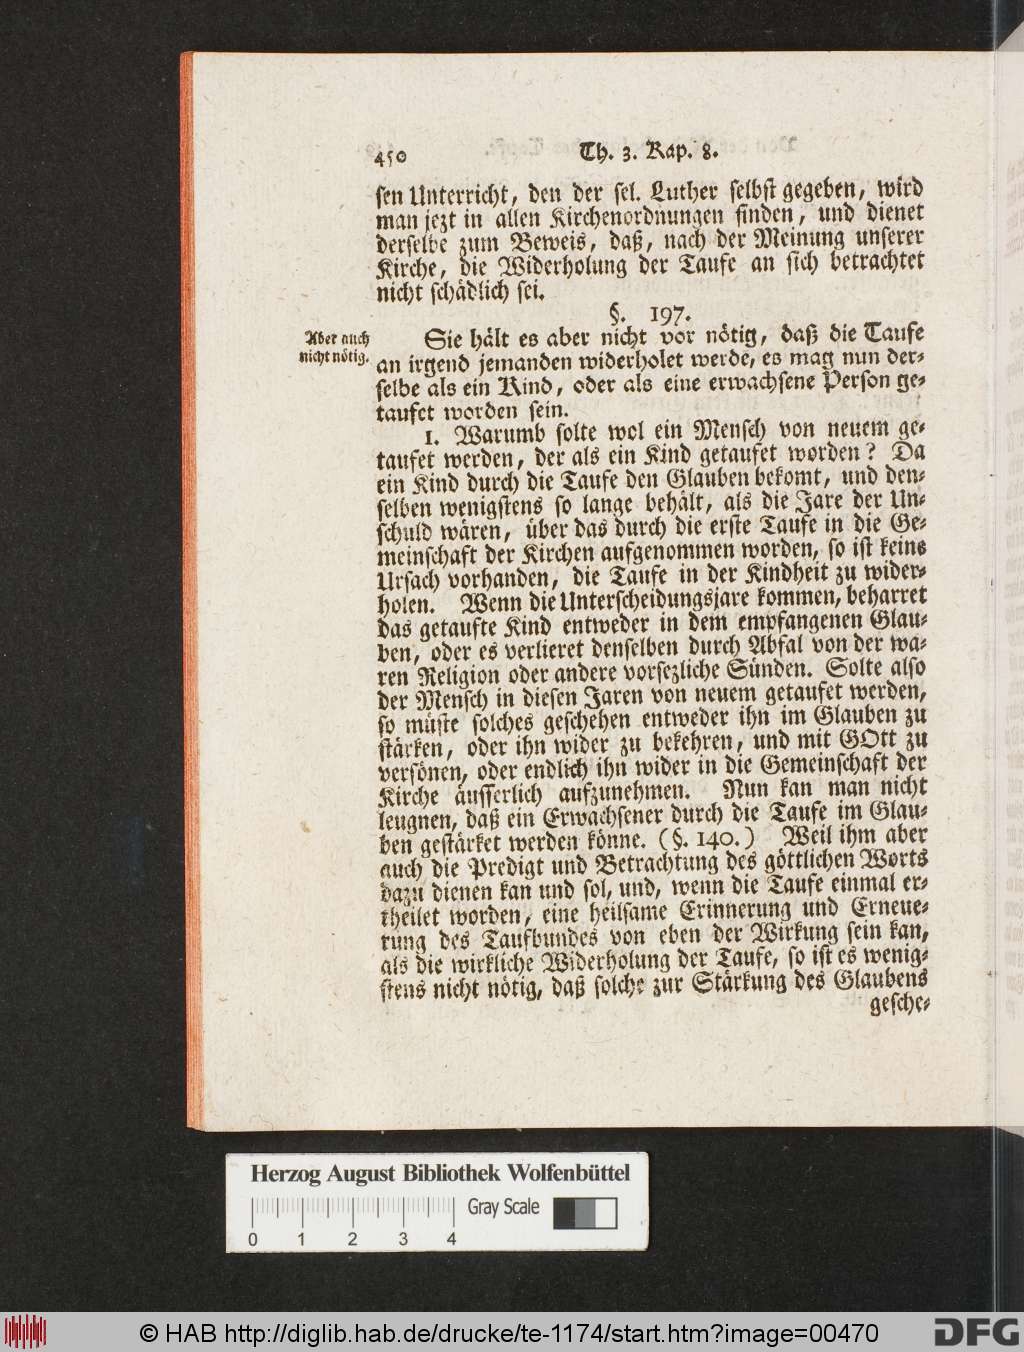 450 Th. 3. Kap. 8.
sen Unterricht, den der sel. Luther selbst gegeben, wird
man jezt in allen Kirchenordnungen finden, und dienet
derselbe zum Beweis, daß, nach der Meinung unserer
Kirche, die Widerholung der Taufe an sich betrachtet
nicht schädlich sei.
§. 197.
Aber auch
nicht nötig.
Sie hält es aber nicht vor nötig, daß die Taufe
an irgend jemanden widerholet werde, es mag nun der-
selbe als ein Kind, oder als eine erwachsene Person ge-
taufet worden sein.
1. Warumb solte wol ein Mensch von neuem ge-
taufet werden, der als ein Kind getaufet worden? Da
ein Kind durch die Taufe den Glauben bekomt, und den-
selben wenigstens so lange behält, als die Jare der Un-
schuld wären, über das durch die erste Taufe in die Ge-
meinschaft der Kirchen aufgenommen worden, so ist keine
Ursach vorhanden, die Taufe in der Kindheit zu wider-
holen. Wenn die Unterscheidungsjare kommen, beharret
das getaufte Kind entweder in dem empfangenen Glau-
ben, oder es verlieret denselben durch Abfal von der wa-
ren Religion oder andere vorsezliche Sünden. Solte also
der Mensch in diesen Jaren von neuem getaufet werden,
so müste solches geschehen entweder ihn im Glauben zu
stärken, oder ihn wider zu bekehren, und mit GOtt zu
versönen, oder endlich ihn wider in die Gemeinschaft der
Kirche äusserlich aufzunehmen. Nun kan man nicht
leugnen, daß ein Erwachsener durch die Taufe im Glau-
ben gestärket werden könne. (§. 140.) Weil ihm aber
auch die Predigt und Betrachtung des göttlichen Worts
dazu dienen kan und sol, und, wenn die Taufe einmal er-
theilet worden, eine heilsame Erinnerung und Erneue-
rung des Taufbundes von eben der Wirkung sein kan,
als die wirkliche Widerholung der Taufe, so ist es wenig-
stens nicht nötig, daß solche zur Stärkung des Glaubens
gesche-
Herzog August Bibliothek Wolfenbüttel
Gray Scale
0 1 2 3 4
© HAB http://diglib.hab.de/drucke/te-1174/start.htm?image=00470
DFG